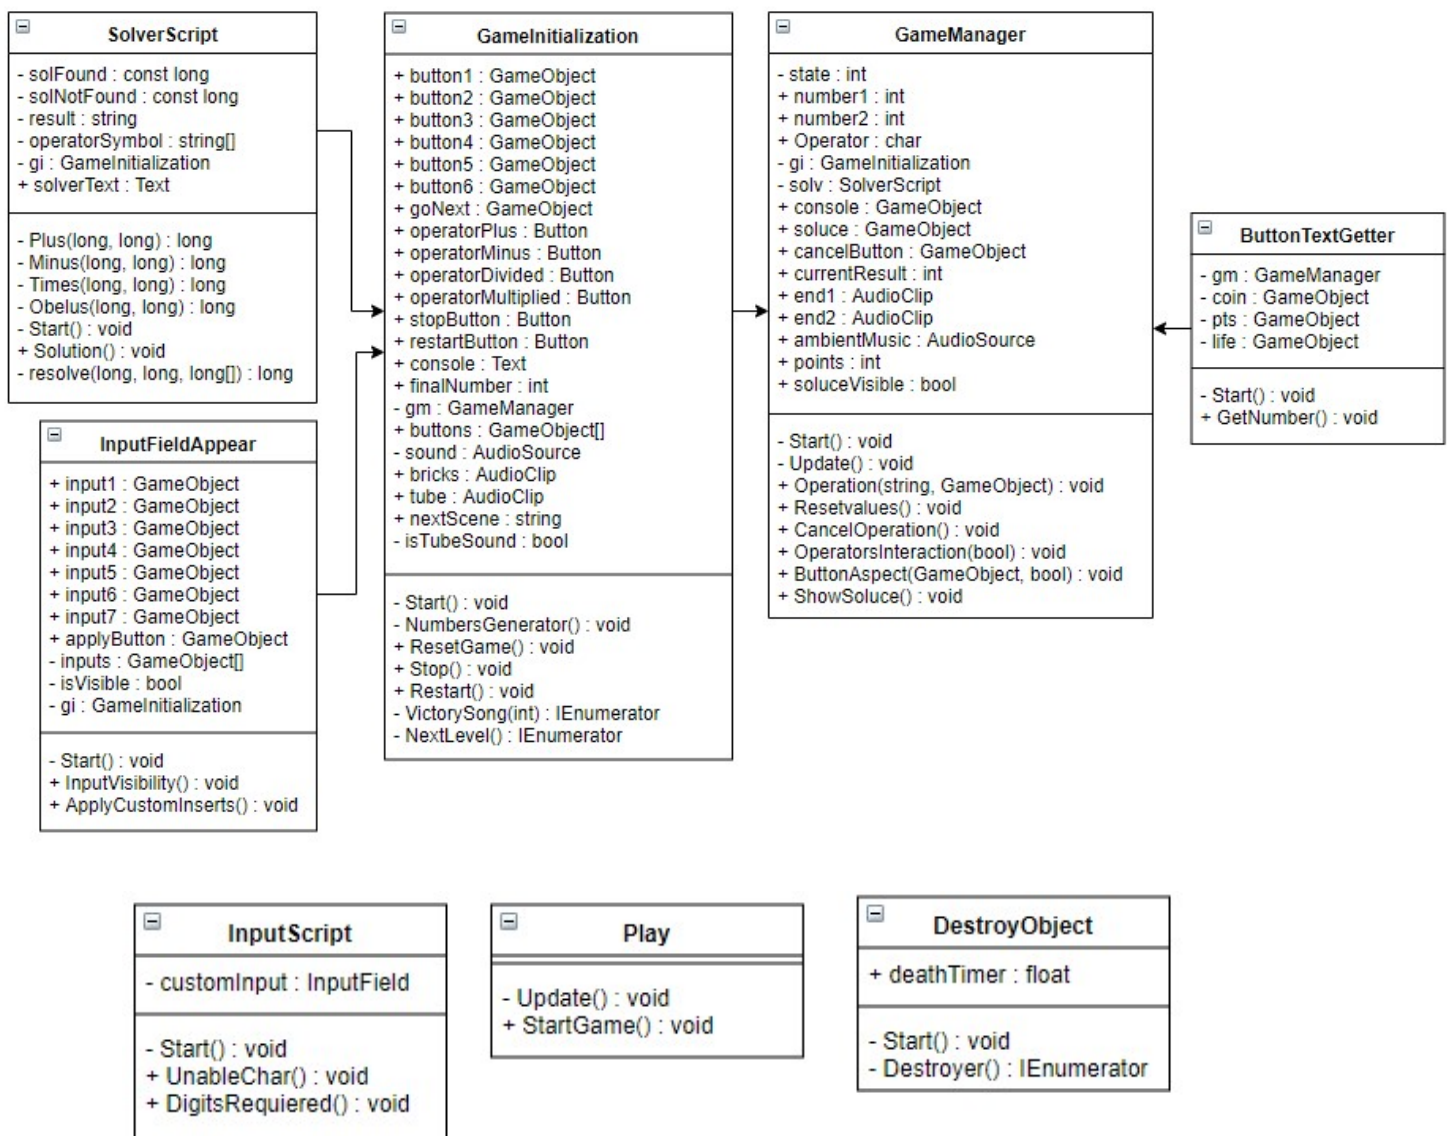 SolverScript
- solFound : const long
- solNotFound : const long
- result : string
- operatorSymbol : string[]
- gi : GameInitialization
+ solverText : Text
- Plus(long, long) : long
- Minus(long, long) : long
- Times(long, long) : long
- Obelus(long, long) : long
- Start() : void
+ Solution() : void
- resolve(long, long, long[]) : long
InputFieldAppear
+ input1 : GameObject
+ input2 : GameObject
+ input3 : GameObject
+ input4 : GameObject
+ input5 : GameObject
+ input6 : GameObject
+ input7 : GameObject
+ applyButton : GameObject
- inputs : GameObject[]
- isVisible : bool
- gi : GameInitialization
- Start() : void
+ InputVisibility() : void
+ ApplyCustomInserts() : void
GameInitialization
+ button1 : GameObject
+ button2 : GameObject
+ button3 : GameObject
+ button4 : GameObject
+ button5 : GameObject
+ button6 : GameObject
+ goNext : GameObject
+ operatorPlus : Button
+ operatorMinus : Button
+ operatorDivided : Button
+ operatorMultiplied : Button
+ stopButton : Button
+ restartButton : Button
+ console : Text
+ finalNumber : int
- gm : GameManager
+ buttons : GameObject[]
- sound : AudioSource
+ bricks : AudioClip
+ tube : AudioClip
+ nextScene : string
- isTubeSound : bool
- Start() : void
- NumbersGenerator() : void
+ ResetGame() : void
+ Stop() : void
+ Restart() : void
- VictorySong(int) : IEnumerator
- NextLevel() : IEnumerator
GameManager
- state : int
+ number1 : int
+ number2 : int
+ Operator : char
- gi : GameInitialization
- solv : SolverScript
+ console : GameObject
+ soluce : GameObject
+ cancelButton : GameObject
+ currentResult : int
+ end1 : AudioClip
+ end2 : AudioClip
+ ambientMusic : AudioSource
+ points : int
+ soluceVisible : bool
- Start() : void
- Update() : void
+ Operation(string, GameObject) : void
+ Resetvalues() : void
+ CancelOperation() : void
+ OperatorsInteraction(bool) : void
+ ButtonAspect(GameObject, bool) : void
+ ShowSoluce() : void
ButtonTextGetter
- gm : GameManager
- coin : GameObject
- pts : GameObject
- life : GameObject
- Start() : void
+ GetNumber() : void
InputScript
- customInput : InputField
- Start() : void
+ UnableChar() : void
+ DigitsRequiered() : void
Play
- Update() : void
+ StartGame() : void
DestroyObject
+ deathTimer : float
- Start() : void
- Destroyer() : IEnumerator